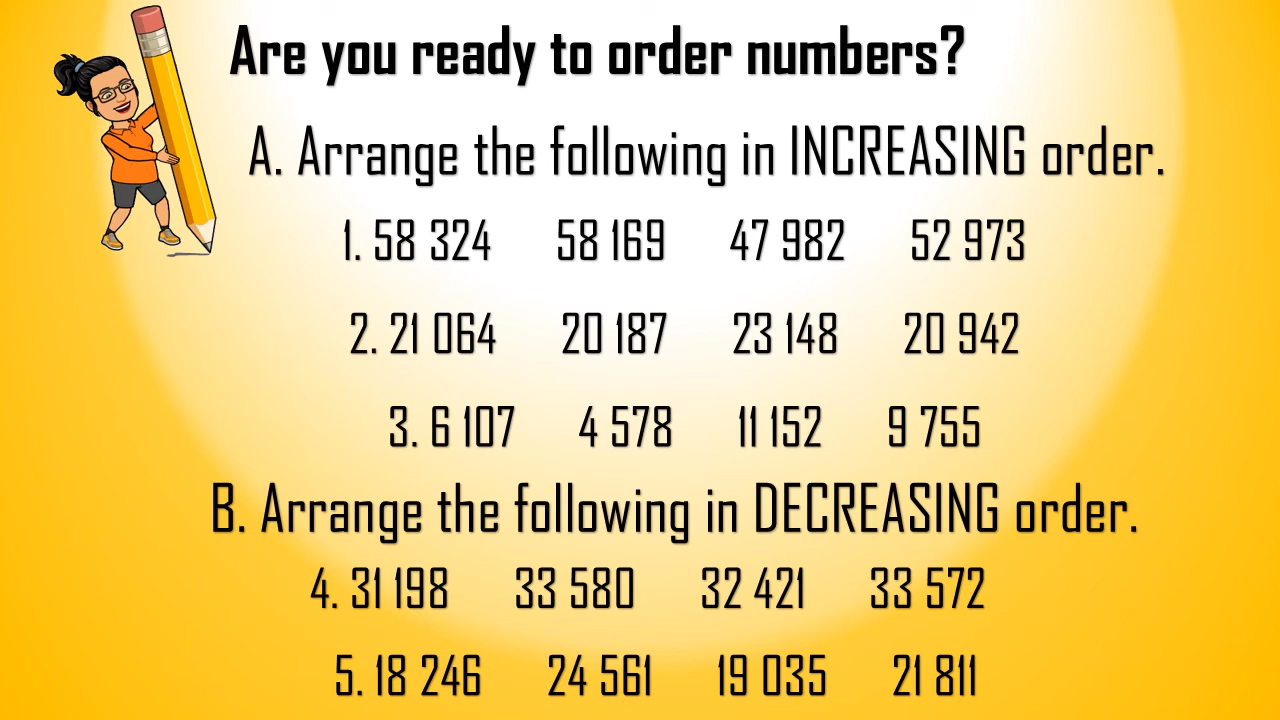 Are you ready to order numbers?
A. Arrange the following in INCREASING order.
1. 58 324 58 169 47 982 52 973
2. 21 064 20 187 23 148 20 942
3. 6 107 4 578 11 152 9 755
B. Arrange the following in DECREASING order.
4. 31 198 33 580 32 421 33 572
5. 18 246 24 561 19 035 21 811